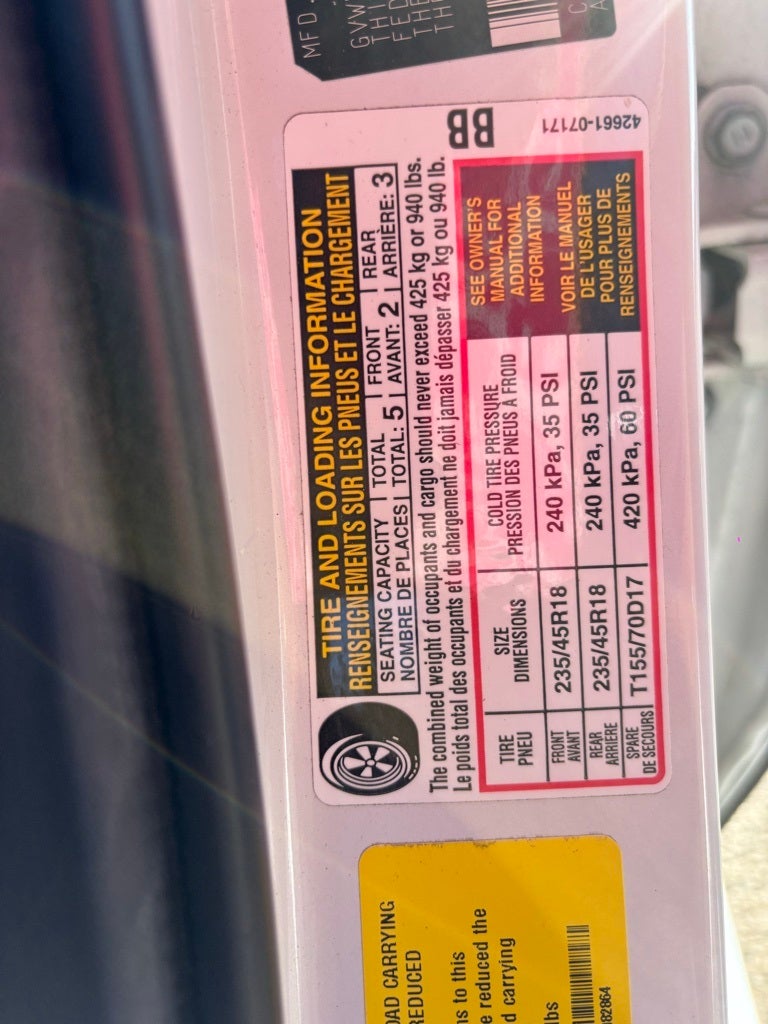 MFD
GVW
THI
FED
THE
TH
C
A
42661-07171
BB
TIRE AND LOADING INFORMATION
RENSEIGNEMENTS SUR LES PNEUS ET LE CHARGEMENT
SEATING CAPACITY TOTAL FRONT REAR
NOMBRE DE PLACES TOTAL: 5 AVANT: 2 ARRIÈRE: 3
The combined weight of occupants and cargo should never exceed 425 kg or 940 lbs.
Le poids total des occupants et du chargement ne doit jamais dépasser 425 kg ou 940 lb.
TIRE SIZE COLD TIRE PRESSURE
PNEU DIMENSIONS PRESSION DES PNEUS À FROID
FRONT
AVANT 235/45R18 240 kPa, 35 PSI
REAR
ARRIÈRE 235/45R18 240 kPa, 35 PSI
SPARE
DE SECOURS T155/70D17 420 kPa, 60 PSI
SEE OWNER'S
MANUAL FOR
ADDITIONAL
INFORMATION
VOIR LE MANUEL
DE L'USAGER
POUR PLUS DE
RENSEIGNEMENTS
OAD CARRYING
REDUCED
ns to this
e reduced the
d carrying
lbs
82864